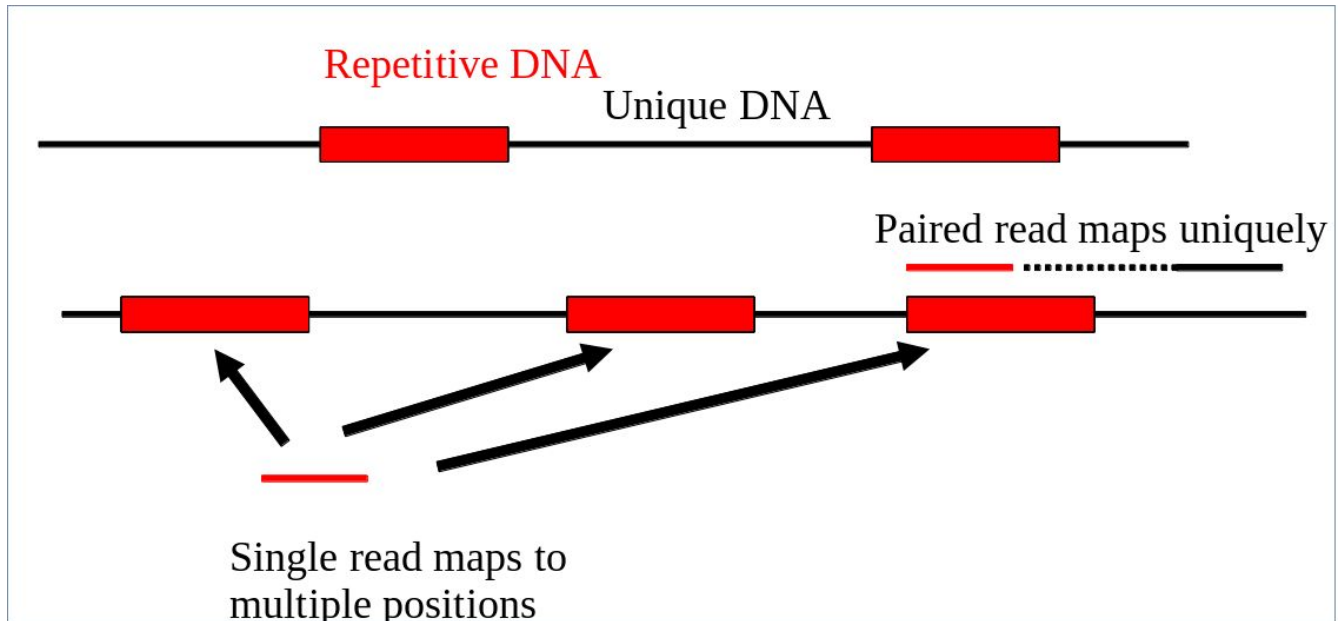 Repetitive DNA
Unique DNA
Paired read maps uniquely
Single read maps to
multiple positions